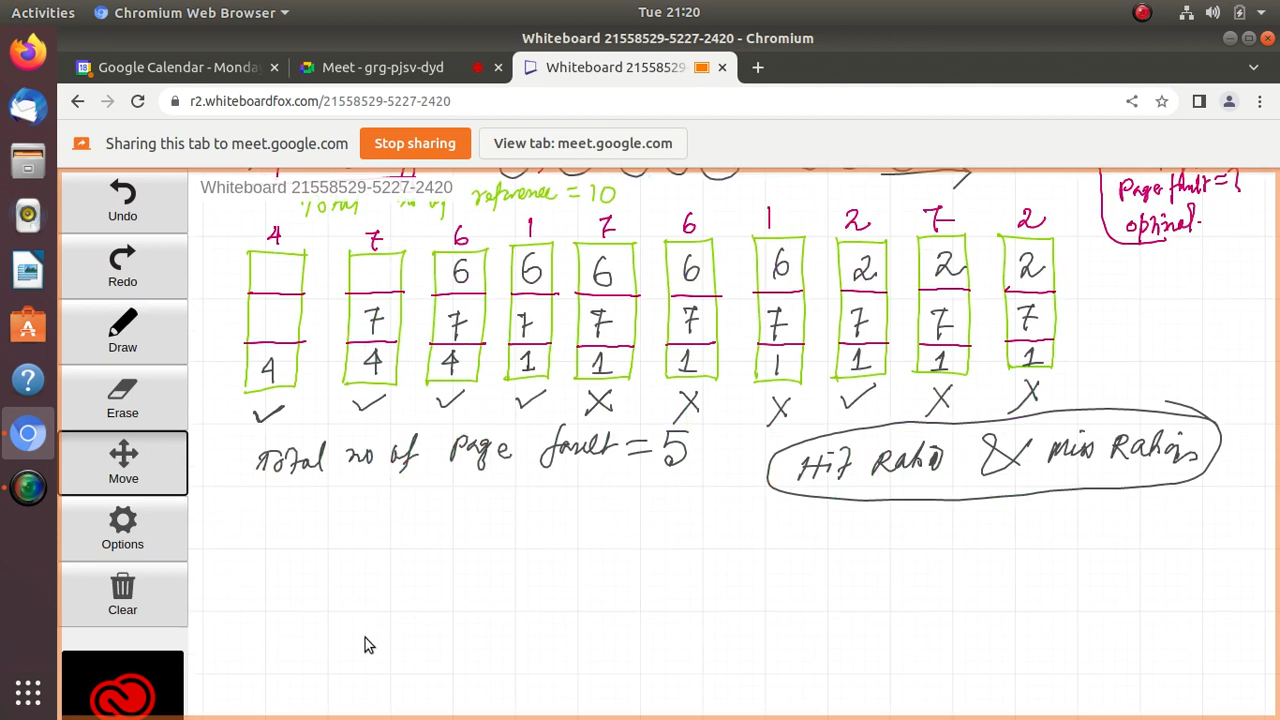 Activities Chromium Web Browser Tue 21:20
Whiteboard 21558529-5227-2420 - Chromium
18 Google Calendar - Monda Meet - grg-pjsv-dyd Whiteboard 21558529-
r2.whiteboardfox.com/21558529-5227-2420
Sharing this tab to meet.google.com Stop sharing View tab: meet.google.com
Whiteboard 21558529-5227-2420
reference = 10
Page fault = ?
optimal.
Undo
Redo
Draw
Erase
Move
Options
Clear
4 7 6 1 7 6 1 2 7 2
6 6 6 6 6 2 2 2
7 7 7 7 7 7 7 7 7
4 4 4 1 1 1 1 1 1 1
✓ ✓ ✓ ✓ X X X ✓ X X
Total no of page fault = 5
Hit Ratio & miss Ratio